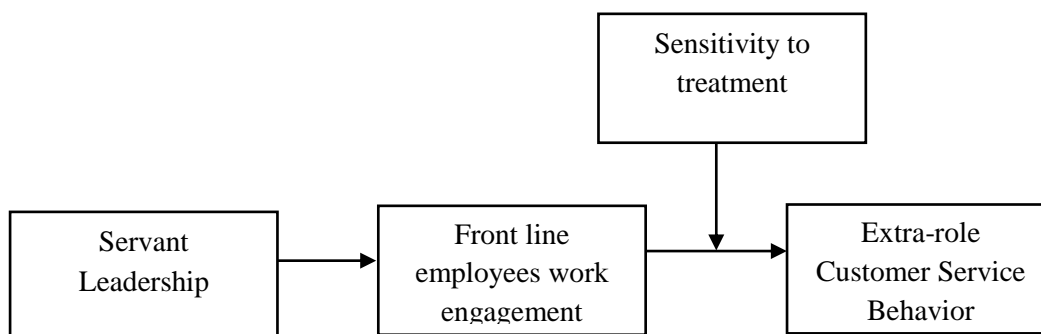 Sensitivity to
treatment
Servant
Leadership
Front line
employees work
engagement
Extra-role
Customer Service
Behavior